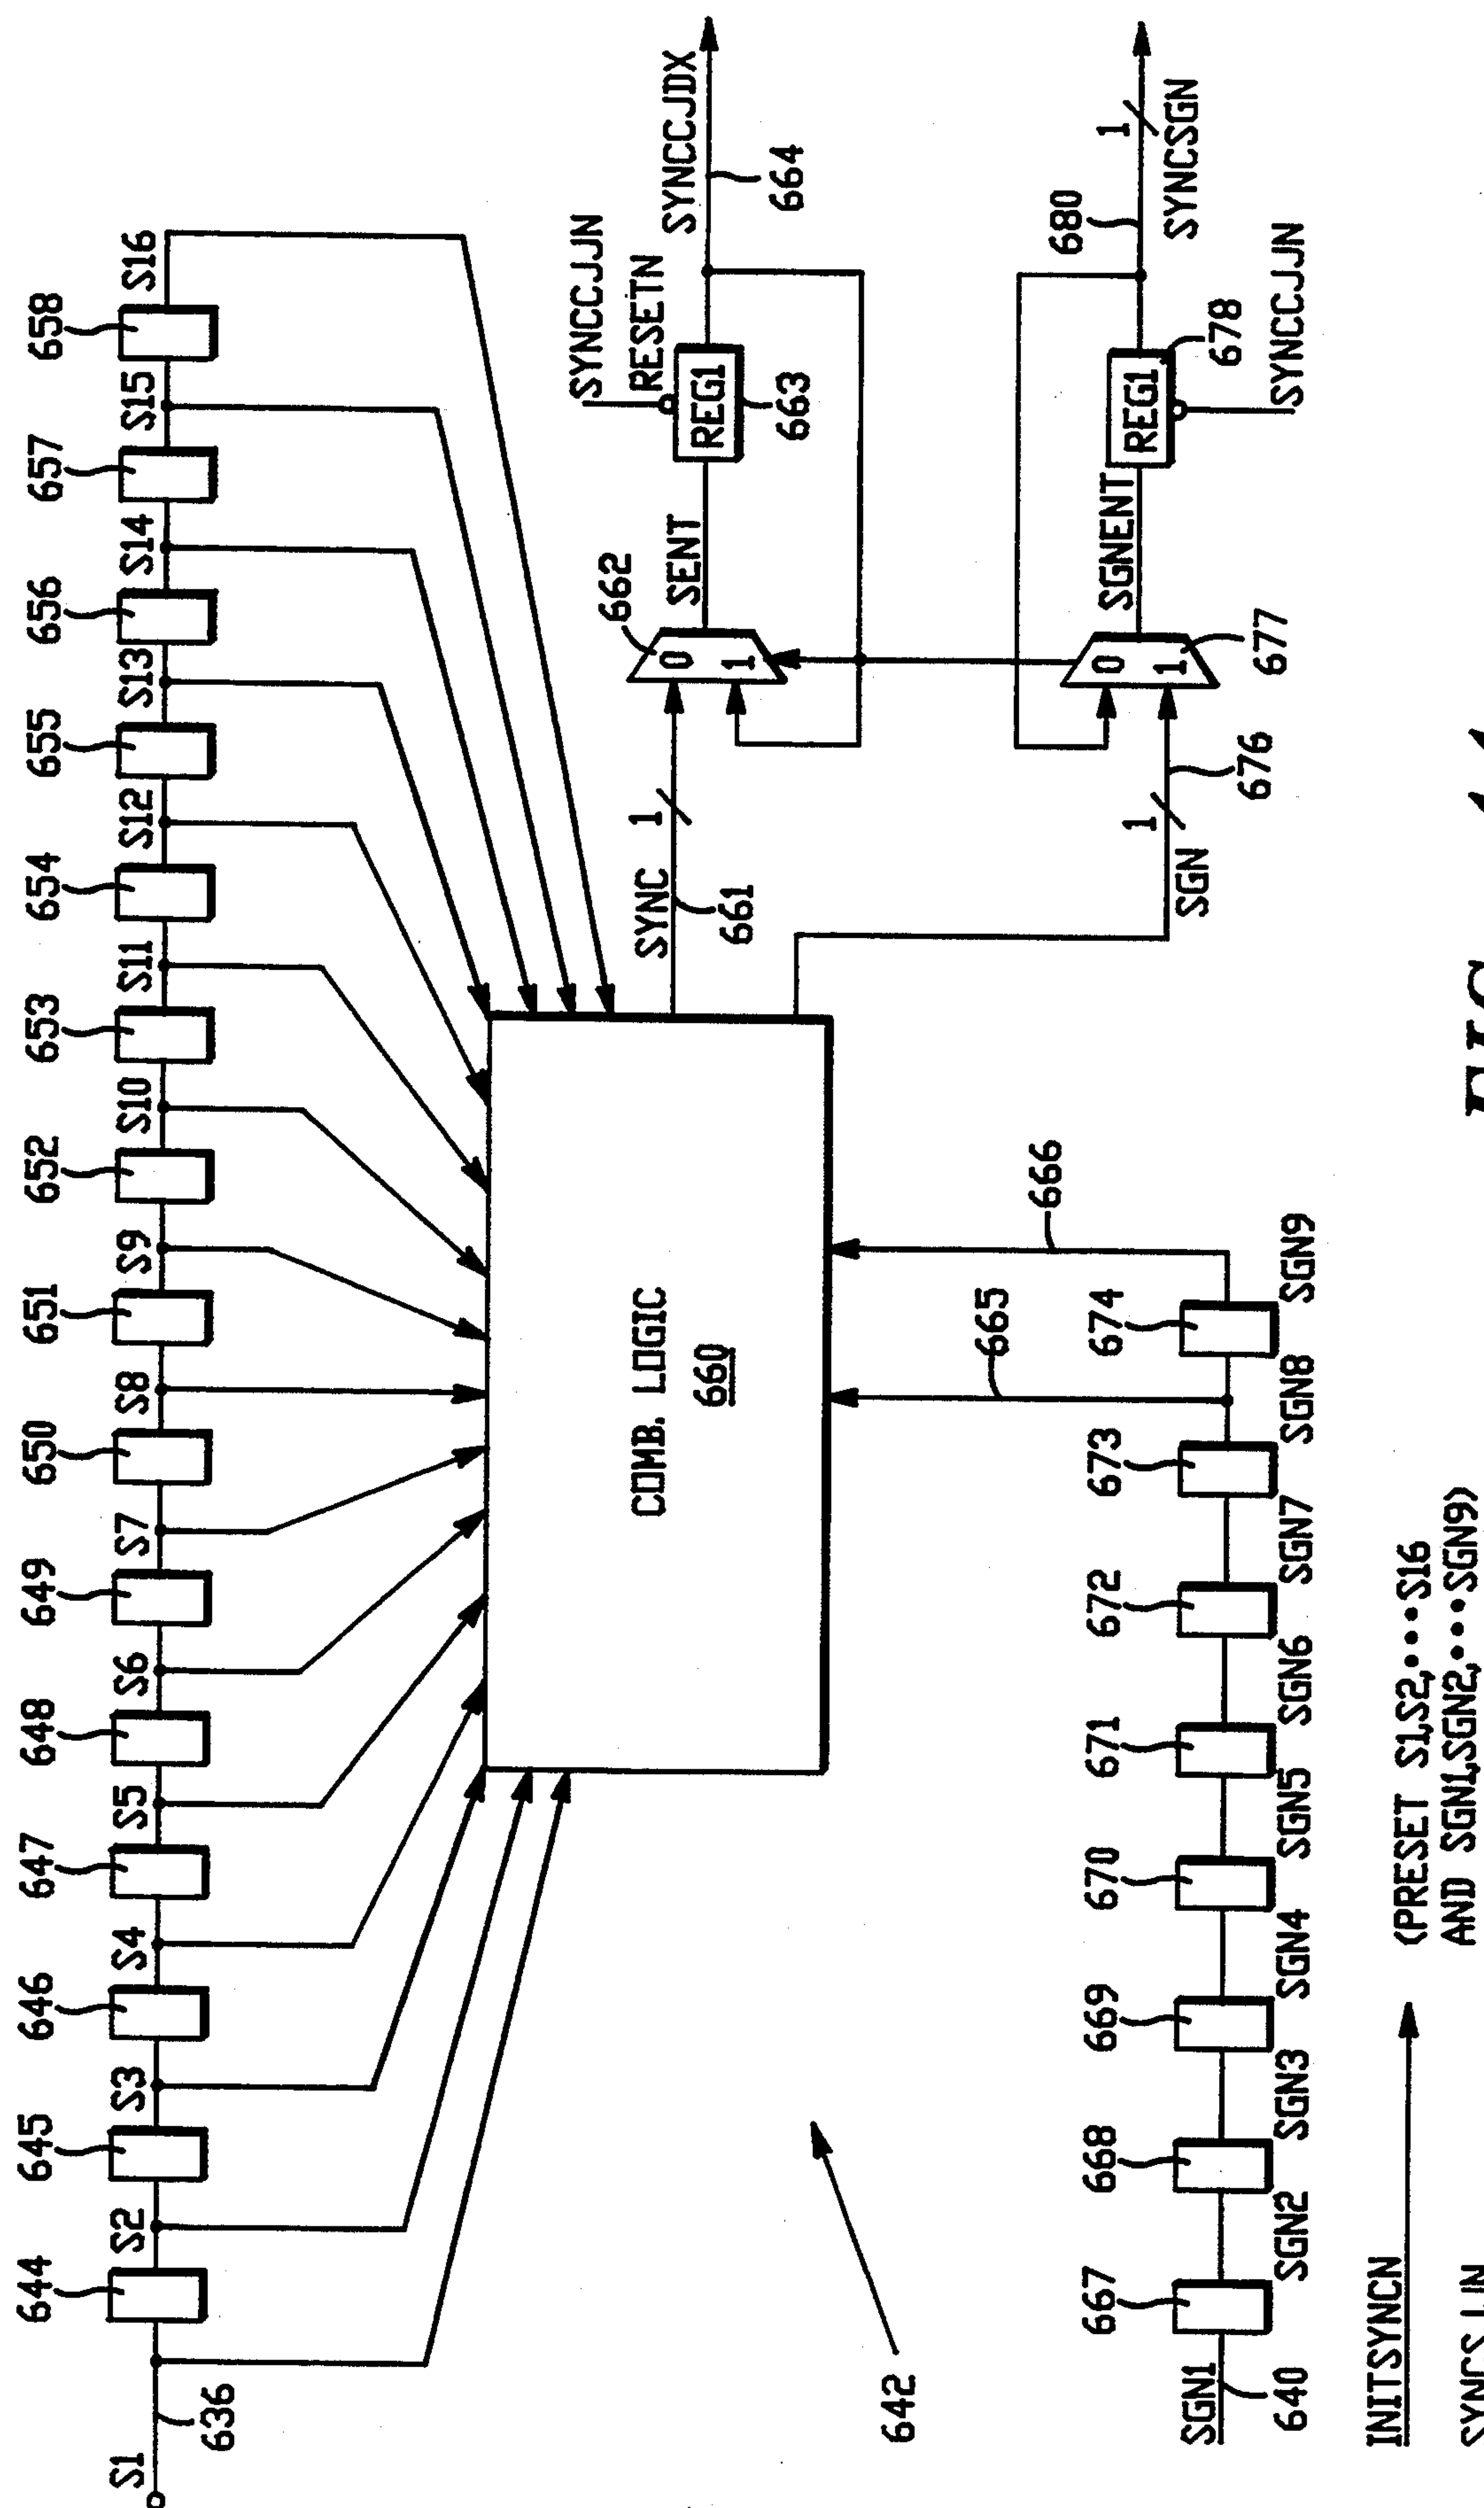 644 645 646 647 648 649 650 651 652 653 654 655 656 657 658
S1 S2 S3 S4 S5 S6 S7 S8 S9 S10 S11 S12 S13 S14 S15 S16
636
SYNCCJJN
RESETN
662
SENT
REG1
663
SYNCCJDX
664
0
1
SYNC
1
661
COMB. LOGIC
660
680
SGNENT
REG1
678
1
SYNCSGN
SYNCCJJN
0
1
677
1
676
SGN
642
665
666
667 668 669 670 671 672 673 674
SGN1
640
SGN2 SGN3 SGN4 SGN5 SGN6 SGN7 SGN8 SGN9
INITSYNCN
(PRESET S1,S2,•••S16
AND SGN1,SGN2,•••SGN9)